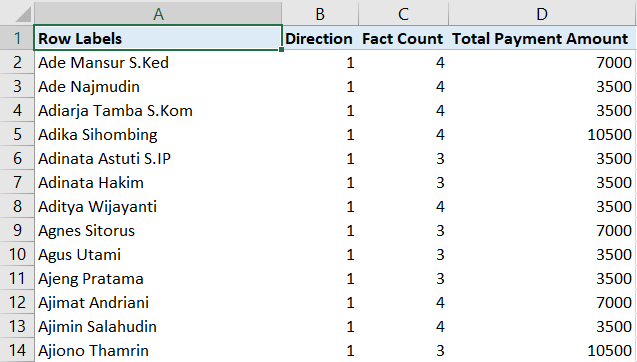 A B C D
1 Row Labels Direction Fact Count Total Payment Amount
2 Ade Mansur S.Ked 1 4 7000
3 Ade Najmudin 1 4 3500
4 Adiarja Tamba S.Kom 1 4 3500
5 Adika Sihombing 1 4 10500
6 Adinata Astuti S.IP 1 3 3500
7 Adinata Hakim 1 3 3500
8 Aditya Wijayanti 1 4 3500
9 Agnes Sitorus 1 3 7000
10 Agus Utami 1 3 3500
11 Ajeng Pratama 1 3 3500
12 Ajimat Andriani 1 4 7000
13 Ajimin Salahudin 1 4 3500
14 Ajiono Thamrin 1 3 10500